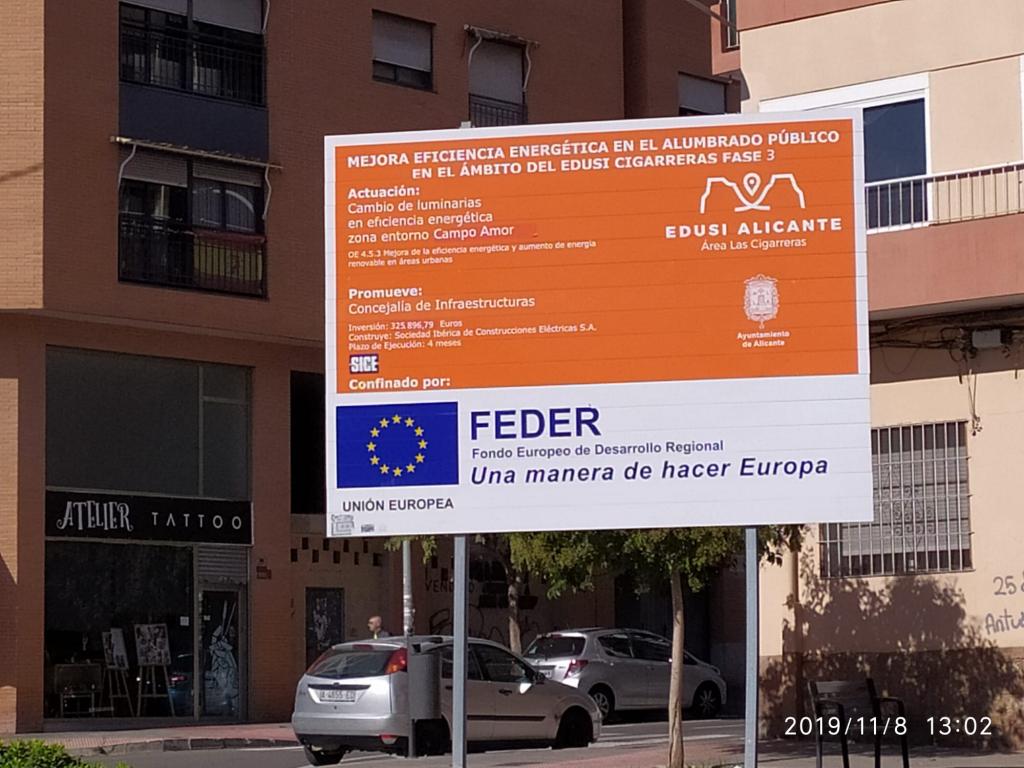 MEJORA EFICIENCIA ENERGÉTICA EN EL ALUMBRADO PÚBLICO
EN EL ÁMBITO DEL EDUSI CIGARRERAS FASE 3
Actuación:
Cambio de luminarias
en eficiencia energética
zona entorno Campo Amor
OE 4.5.3 Mejora de la eficiencia energética y aumento de energía
renovable en áreas urbanas
EDUSI ALICANTE
Área Las Cigarreras
Promueve:
Concejalía de Infraestructuras
Inversión: 325.896,79 Euros
Construye: Sociedad Ibérica de Construcciones Eléctricas S.A.
Plazo de Ejecución: 4 meses
SICE
Ayuntamiento
de Alicante
Confinado por:
FEDER
Fondo Europeo de Desarrollo Regional
Una manera de hacer Europa
UNIÓN EUROPEA
ATELIER TATTOO
25
2019/11/8 13:02